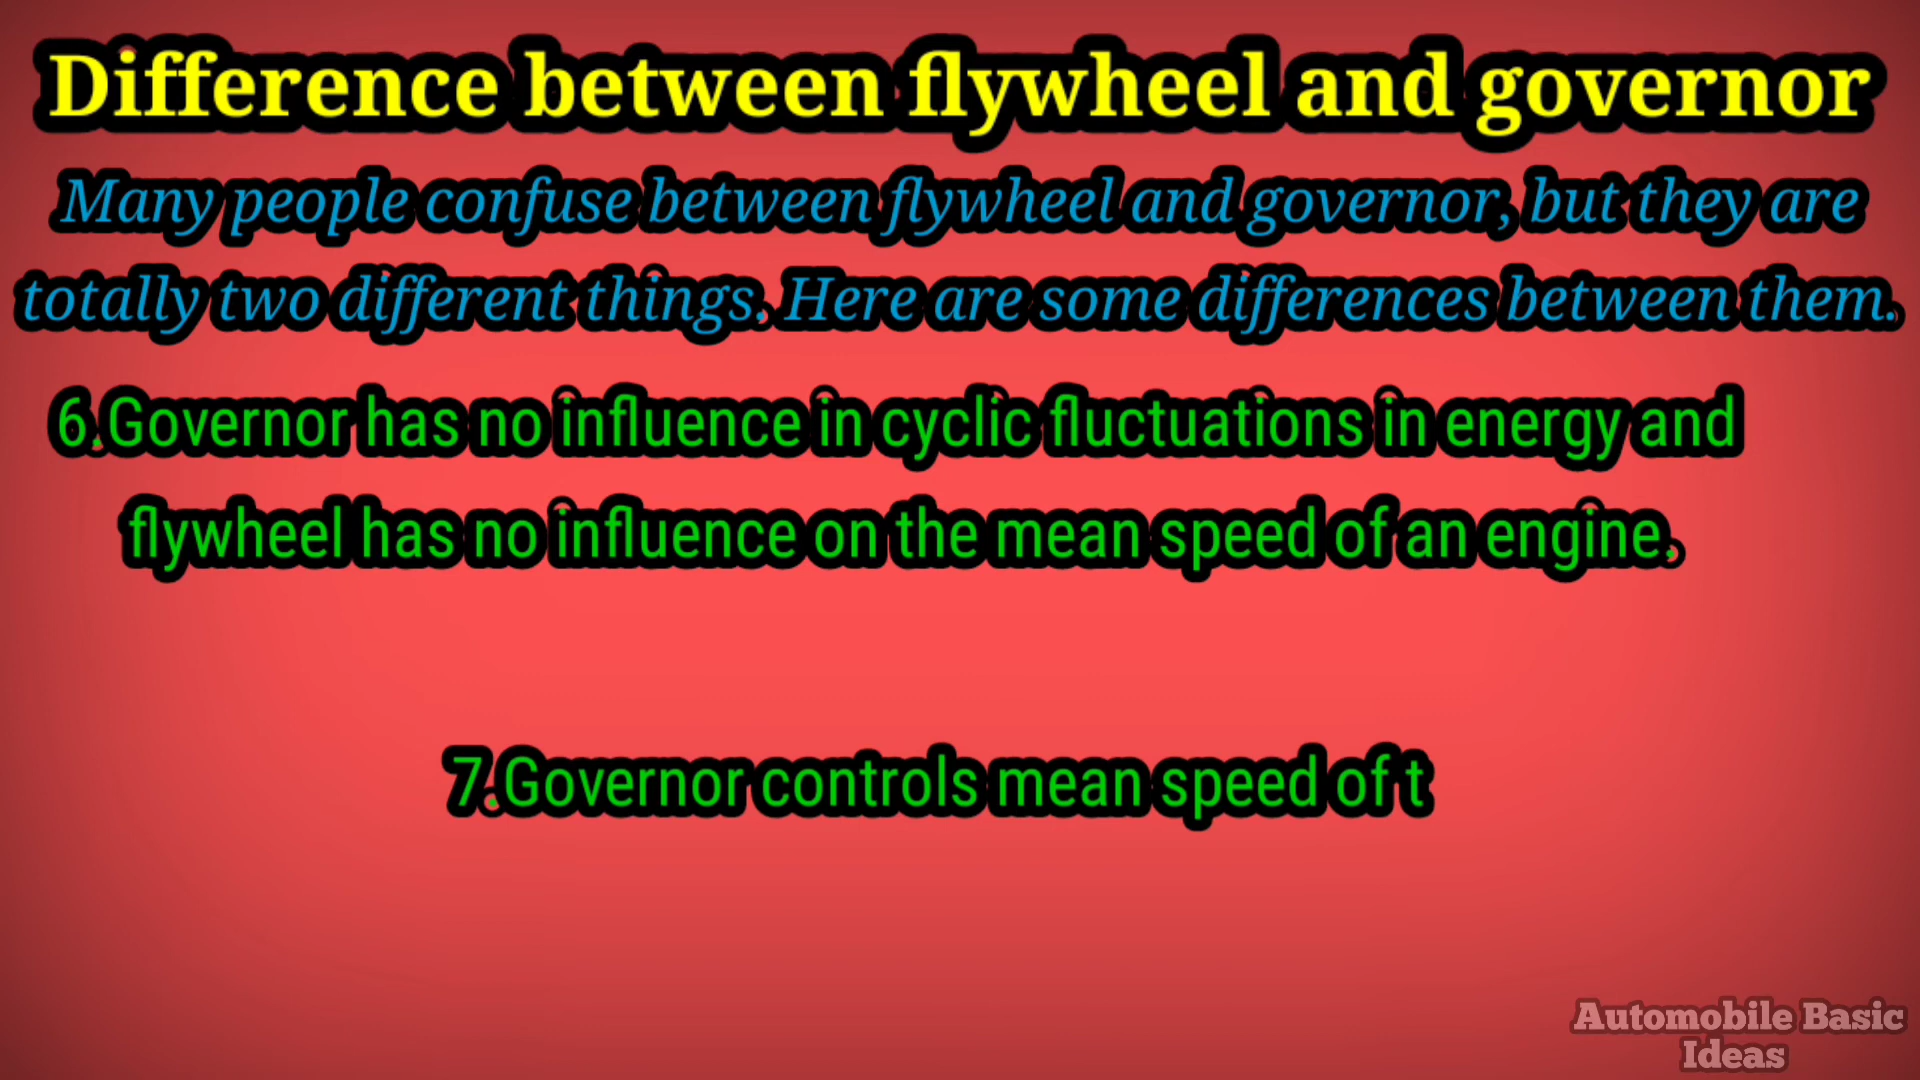 Difference between flywheel and governor
Many people confuse between flywheel and governor, but they are
totally two different things. Here are some differences between them.
6.Governor has no influence in cyclic fluctuations in energy and
flywheel has no influence on the mean speed of an engine.
7.Governor controls mean speed of t
Automobile Basic
Ideas